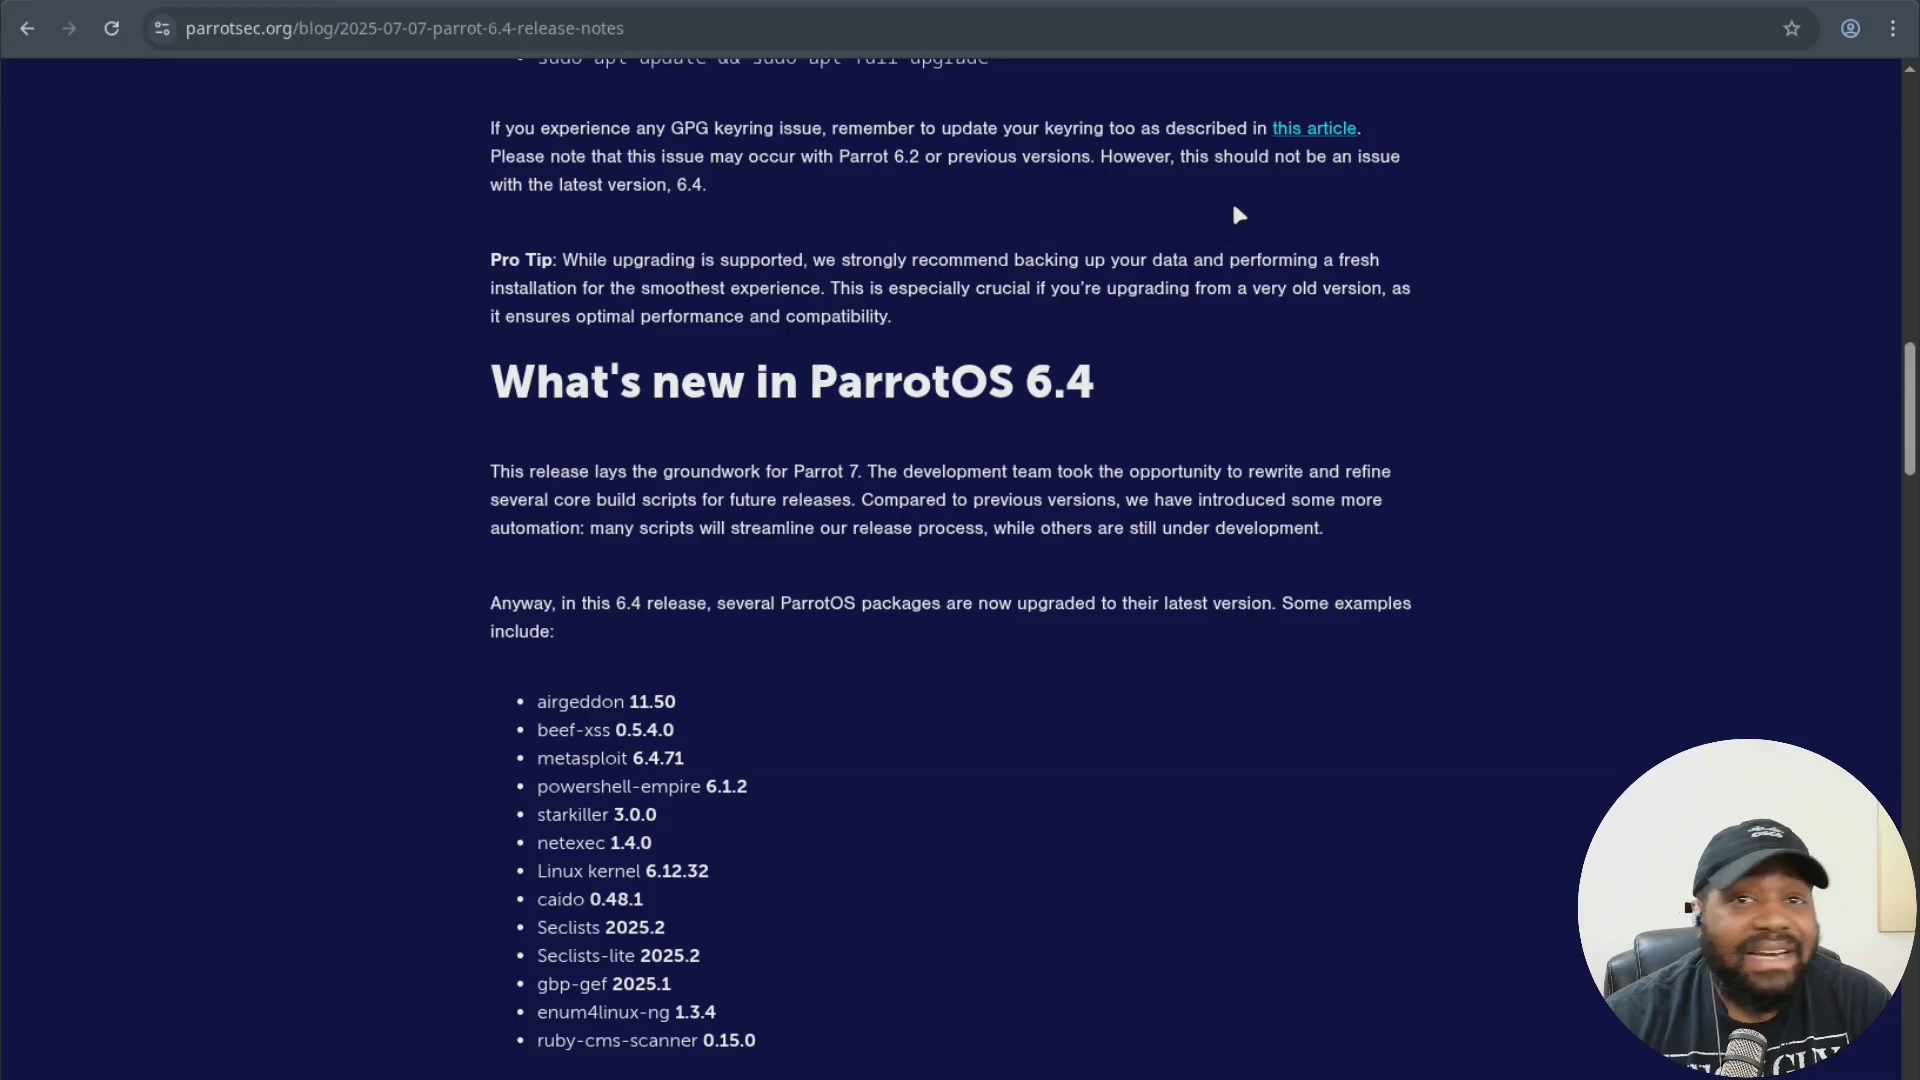 parrotsec.org/blog/2025-07-07-parrot-6.4-release-notes
sudo apt update && sudo apt full-upgrade
If you experience any GPG keyring issue, remember to update your keyring too as described in this article.
Please note that this issue may occur with Parrot 6.2 or previous versions. However, this should not be an issue
with the latest version, 6.4.
Pro Tip: While upgrading is supported, we strongly recommend backing up your data and performing a fresh
installation for the smoothest experience. This is especially crucial if you’re upgrading from a very old version, as
it ensures optimal performance and compatibility.
What's new in ParrotOS 6.4
This release lays the groundwork for Parrot 7. The development team took the opportunity to rewrite and refine
several core build scripts for future releases. Compared to previous versions, we have introduced some more
automation: many scripts will streamline our release process, while others are still under development.
Anyway, in this 6.4 release, several ParrotOS packages are now upgraded to their latest version. Some examples
include:
• airgeddon 11.50
• beef-xss 0.5.4.0
• metasploit 6.4.71
• powershell-empire 6.1.2
• starkiller 3.0.0
• netexec 1.4.0
• Linux kernel 6.12.32
• caido 0.48.1
• Seclists 2025.2
• Seclists-lite 2025.2
• gbp-gef 2025.1
• enum4linux-ng 1.3.4
• ruby-cms-scanner 0.15.0